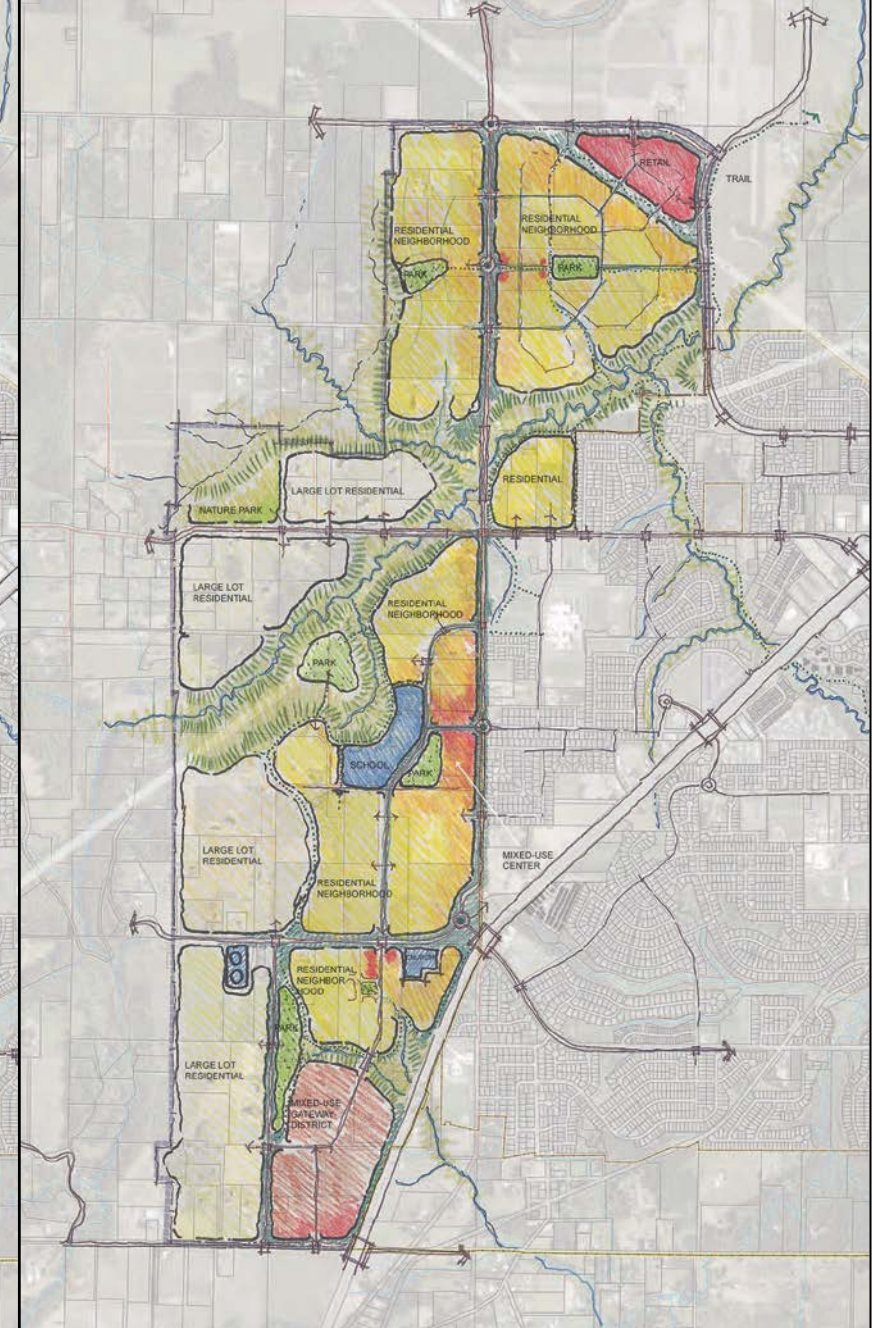 RETAIL
TRAIL
RESIDENTIAL
NEIGHBORHOOD
RESIDENTIAL
NEIGHBORHOOD
PARK
PARK
RESIDENTIAL
LARGE LOT RESIDENTIAL
NATURE PARK
LARGE LOT
RESIDENTIAL
RESIDENTIAL
NEIGHBORHOOD
PARK
SCHOOL
PARK
LARGE LOT
RESIDENTIAL
MIXED-USE
CENTER
RESIDENTIAL
NEIGHBORHOOD
RESIDENTIAL
NEIGHBOR
HOOD
PARK
LARGE LOT
RESIDENTIAL
MIXED-USE
GATEWAY
DISTRICT